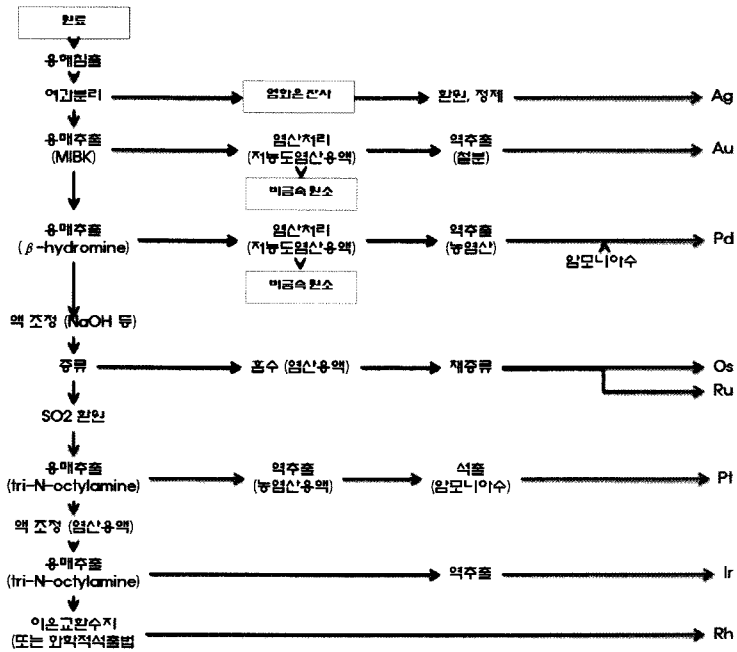 원료
용해침출
여과분리
염화은잔사
환원, 정제
Ag
용매추출
(MIBK)
염산처리
(저농도염산용액)
역추출
(철분)
Au
비금속원소
용매추출
(β-hydromine)
염산처리
(저농도염산용액)
역추출
(농염산)
Pd
암모니아수
비금속원소
액 조정 (NaOH 등)
증류
흡수 (염산용액)
재증류
Os
Ru
SO2 환원
용매추출
(tri-N-octylamine)
역추출
(농염산용액)
석출
(암모니아수)
Pt
액 조정 (염산용액)
용매추출
(tri-N-octylamine)
역추출
Ir
이온교환수지
(또는 화학적석출법
Rh